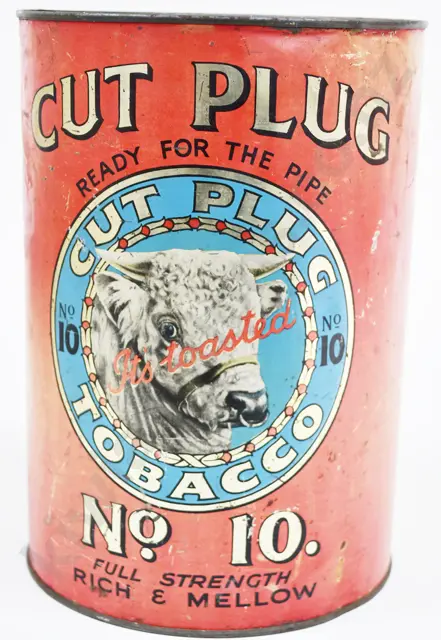 CUT PLUG
READY FOR THE PIPE
CUT PLUG
No 10
No 10
It's toasted
TOBACCO
No 10.
FULL STRENGTH
RICH & MELLOW